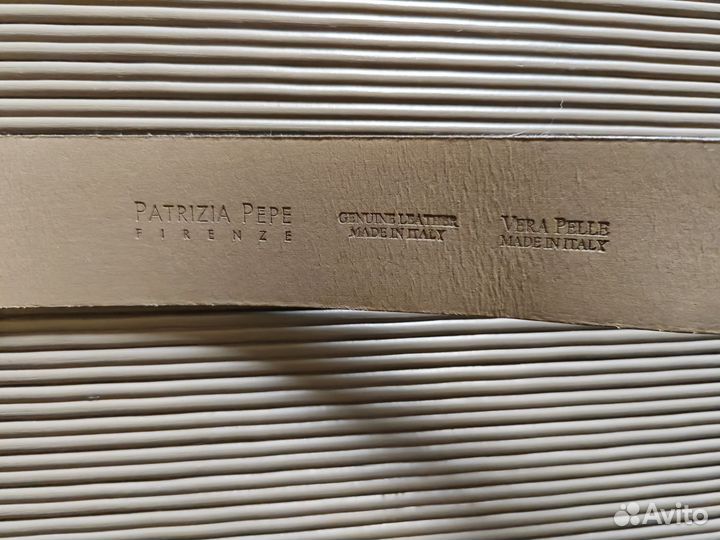 PATRIZIA PEPE
FIRENZE
GENUINE LEATHER
MADE IN ITALY
VERA PELLE
MADE IN ITALY
Avito